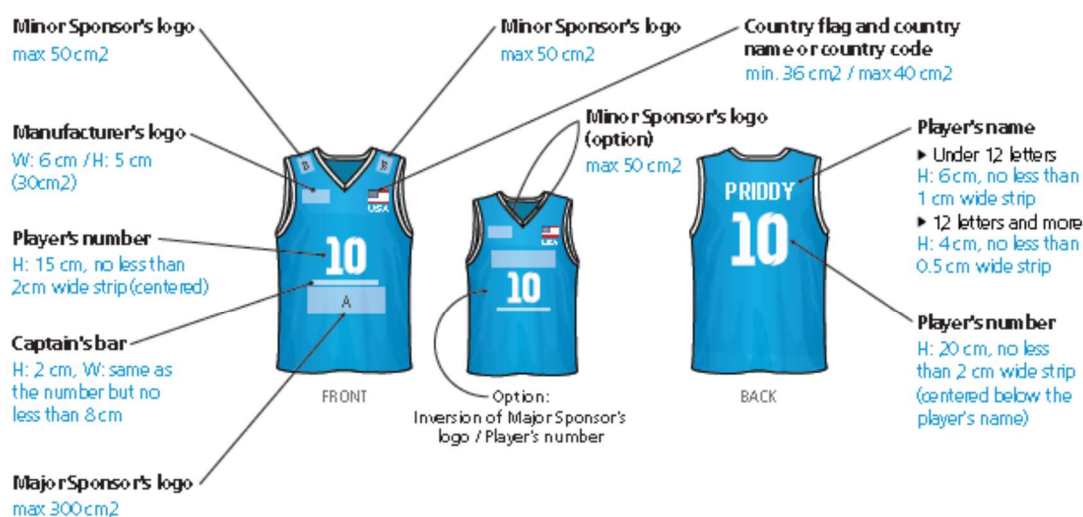 Minor Sponsor's logo
max 50 cm2
Minor Sponsor's logo
max 50 cm2
Country flag and country
name or country code
min. 36 cm2 / max 40 cm2
Manufacturer's logo
W: 6 cm / H: 5 cm
(30cm2)
Minor Sponsor's logo
(option)
max 50 cm2
Player's name
▸ Under 12 letters
H: 6 cm, no less than
1 cm wide strip
▸ 12 letters and more
H: 4 cm, no less than
0.5 cm wide strip
B
USA
10
A
USA
10
PRIDDY
10
Player's number
H: 15 cm, no less than
2cm wide strip (centered)
Captain's bar
H: 2 cm, W: same as
the number but no
less than 8 cm
Player's number
H: 20 cm, no less
than 2 cm wide strip
(centered below the
player's name)
FRONT
Option:
Inversion of Major Sponsor's
logo / Player's number
BACK
Major Sponsor's logo
max 300 cm2